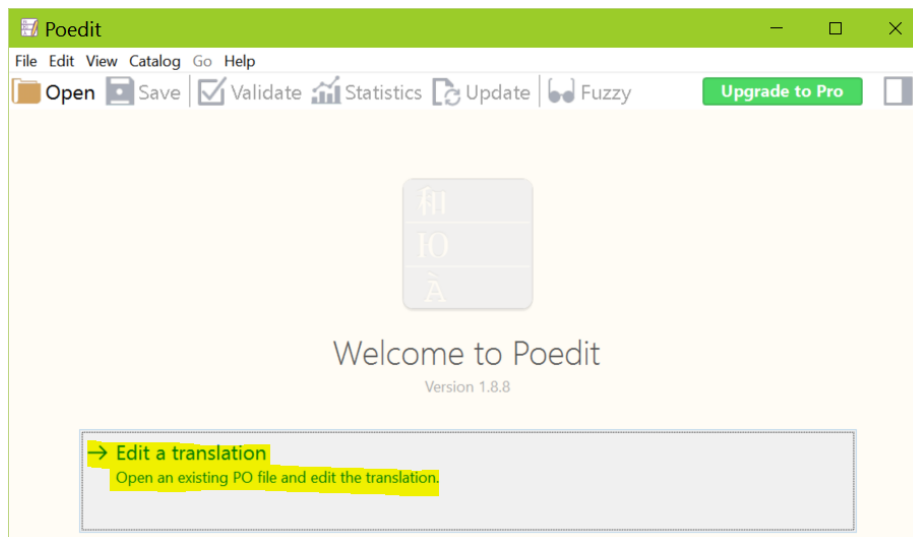 Poedit
File Edit View Catalog Go Help
Open Save Validate Statistics Update Fuzzy Upgrade to Pro
和
Ю
À
Welcome to Poedit
Version 1.8.8
→ Edit a translation
Open an existing PO file and edit the translation.